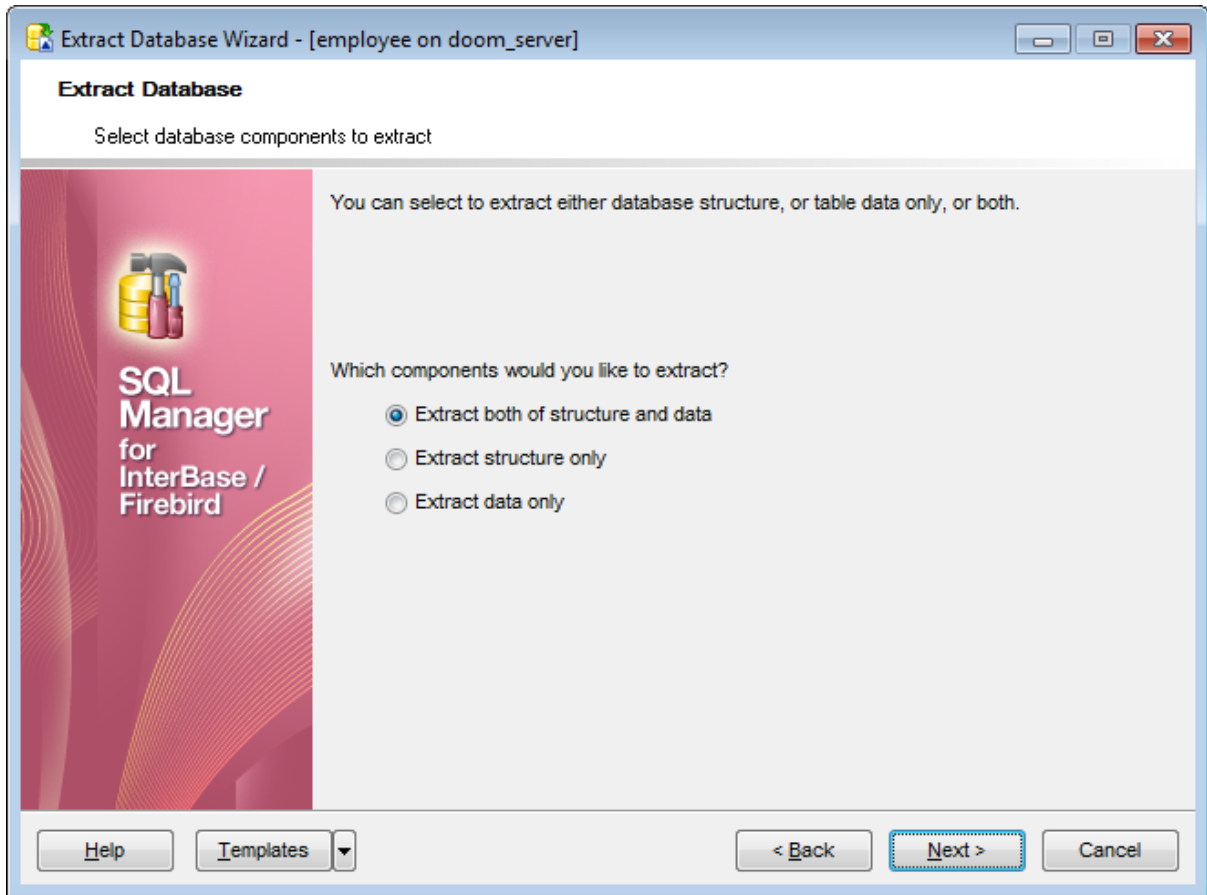 Extract Database Wizard - [employee on doom_server]
Extract Database
Select database components to extract
You can select to extract either database structure, or table data only, or both.
SQL
Manager
for
InterBase /
Firebird
Which components would you like to extract?
Extract both of structure and data
Extract structure only
Extract data only
Help
Templates
< Back
Next >
Cancel